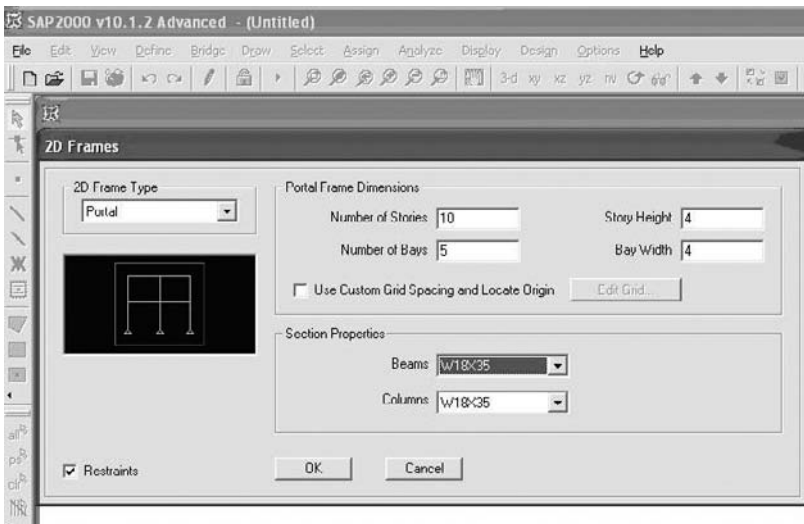 SAP2000 v10.1.2 Advanced - (Untitled)
File Edit View Define Bridge Draw Select Assign Analyze Display Design Options Help
3-d xy xz yz nv
2D Frames
2D Frame Type
Portal
Portal Frame Dimensions
Number of Stories 10
Story Height 4
Number of Bays 5
Bay Width 4
Use Custom Grid Spacing and Locate Origin
Edit Grid...
Section Properties
Beams W18X35
Columns W18X35
all
ps
clr
Restraints
OK
Cancel